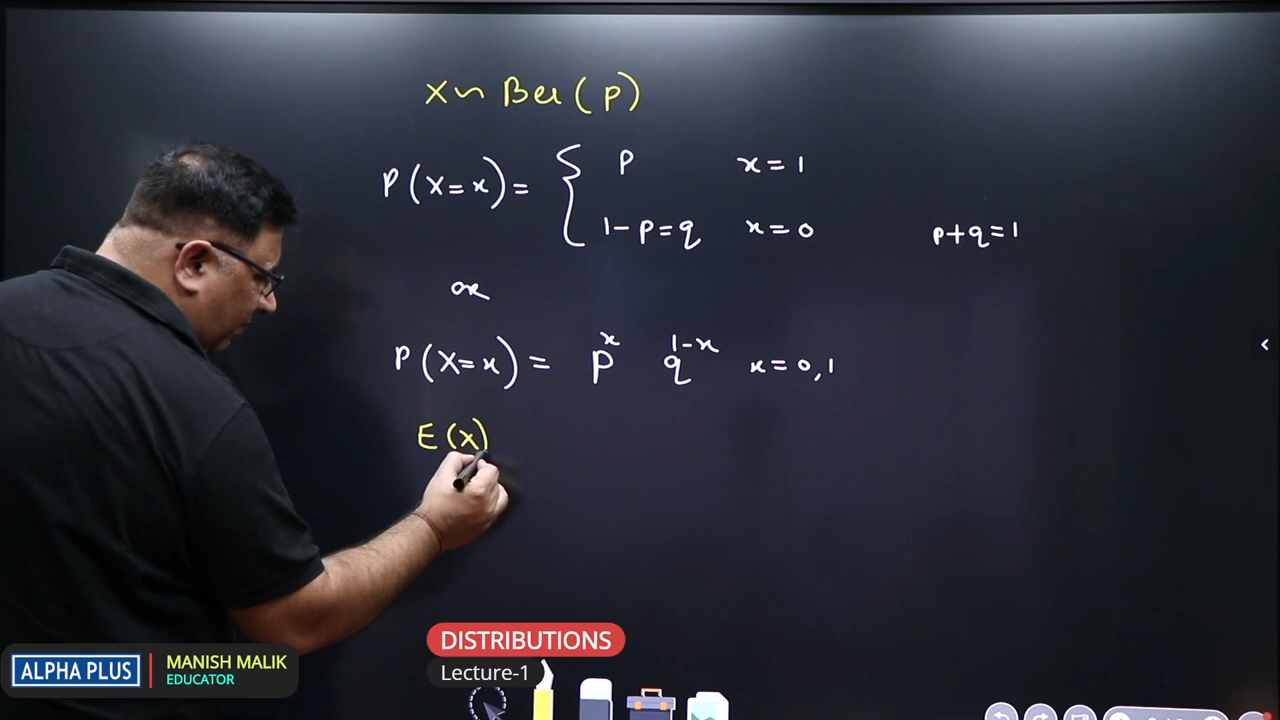 X ~ Ber(p)
P(X=x) = { p x=1
1-p=q x=0 p+q=1
or
P(X=x) = p^x q^{1-x} x=0,1
E(X)
DISTRIBUTIONS
Lecture-1
ALPHA PLUS | MANISH MALIK
EDUCATOR